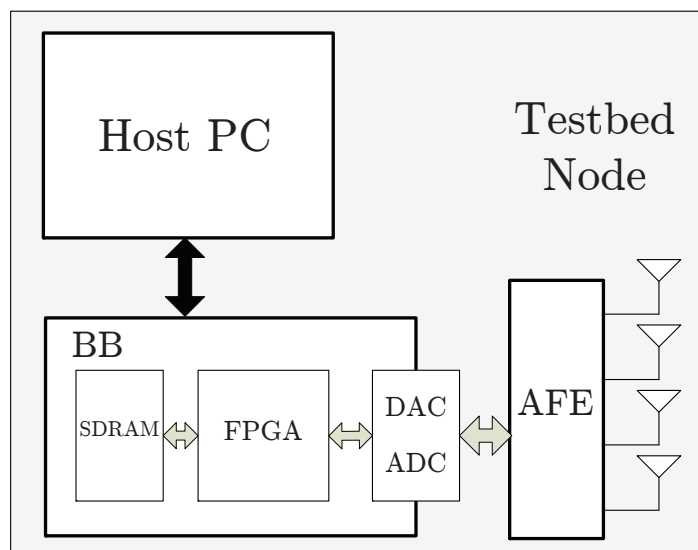 Host PC
Testbed
Node
BB
SDRAM
FPGA
DAC
ADC
AFE